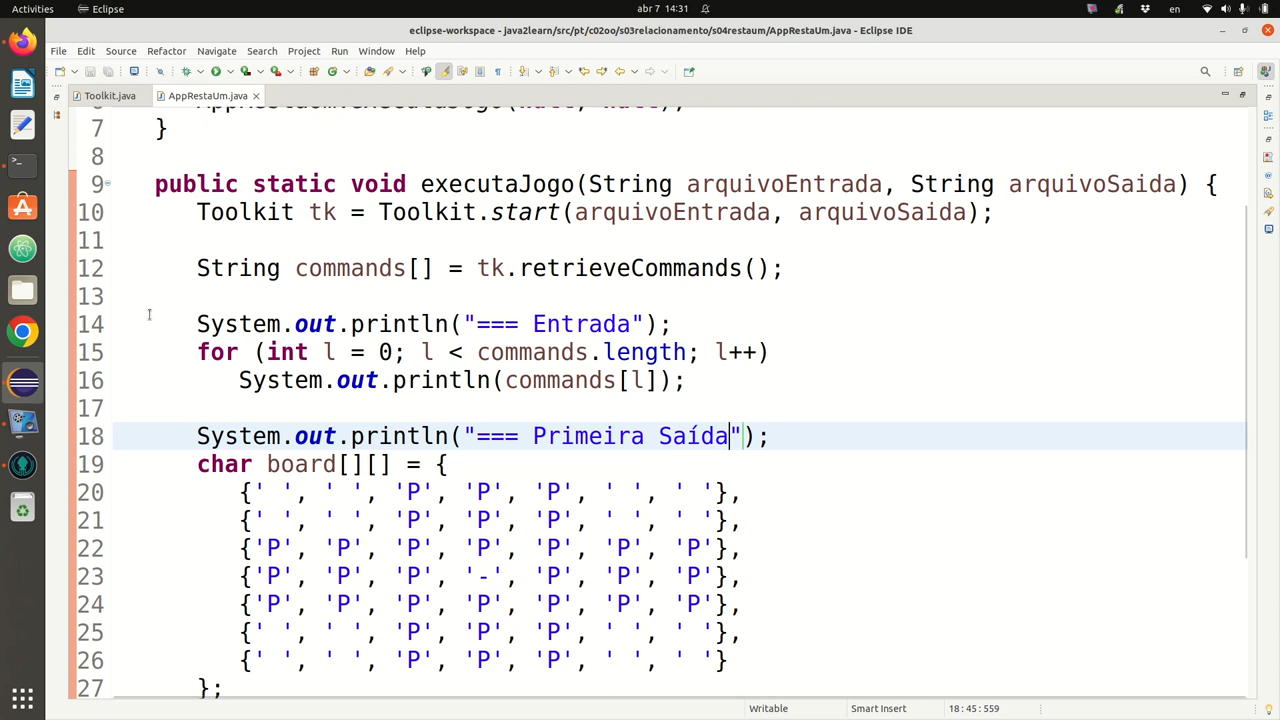 Activities
Eclipse
abr 7 14:31
en
eclipse-workspace - java2learn/src/pt/c02oo/s03relacionamento/s04restaum/AppRestaUm.java - Eclipse IDE
File Edit Source Refactor Navigate Search Project Run Window Help
Toolkit.java
AppRestaUm.java
7 }
8
9 public static void executaJogo(String arquivoEntrada, String arquivoSaida) {
10 Toolkit tk = Toolkit.start(arquivoEntrada, arquivoSaida);
11
12 String commands[] = tk.retrieveCommands();
13
14 System.out.println("=== Entrada");
15 for (int l = 0; l < commands.length; l++)
16 System.out.println(commands[l]);
17
18 System.out.println("=== Primeira Saída");
19 char board[][] = {
20 {' ', ' ', 'P', 'P', 'P', ' ', ' '},
21 {' ', ' ', 'P', 'P', 'P', ' ', ' '},
22 {'P', 'P', 'P', 'P', 'P', 'P', 'P'},
23 {'P', 'P', 'P', '-', 'P', 'P', 'P'},
24 {'P', 'P', 'P', 'P', 'P', 'P', 'P'},
25 {' ', ' ', 'P', 'P', 'P', ' ', ' '},
26 {' ', ' ', 'P', 'P', 'P', ' ', ' '}
27 };
Writable
Smart Insert
18:45:559